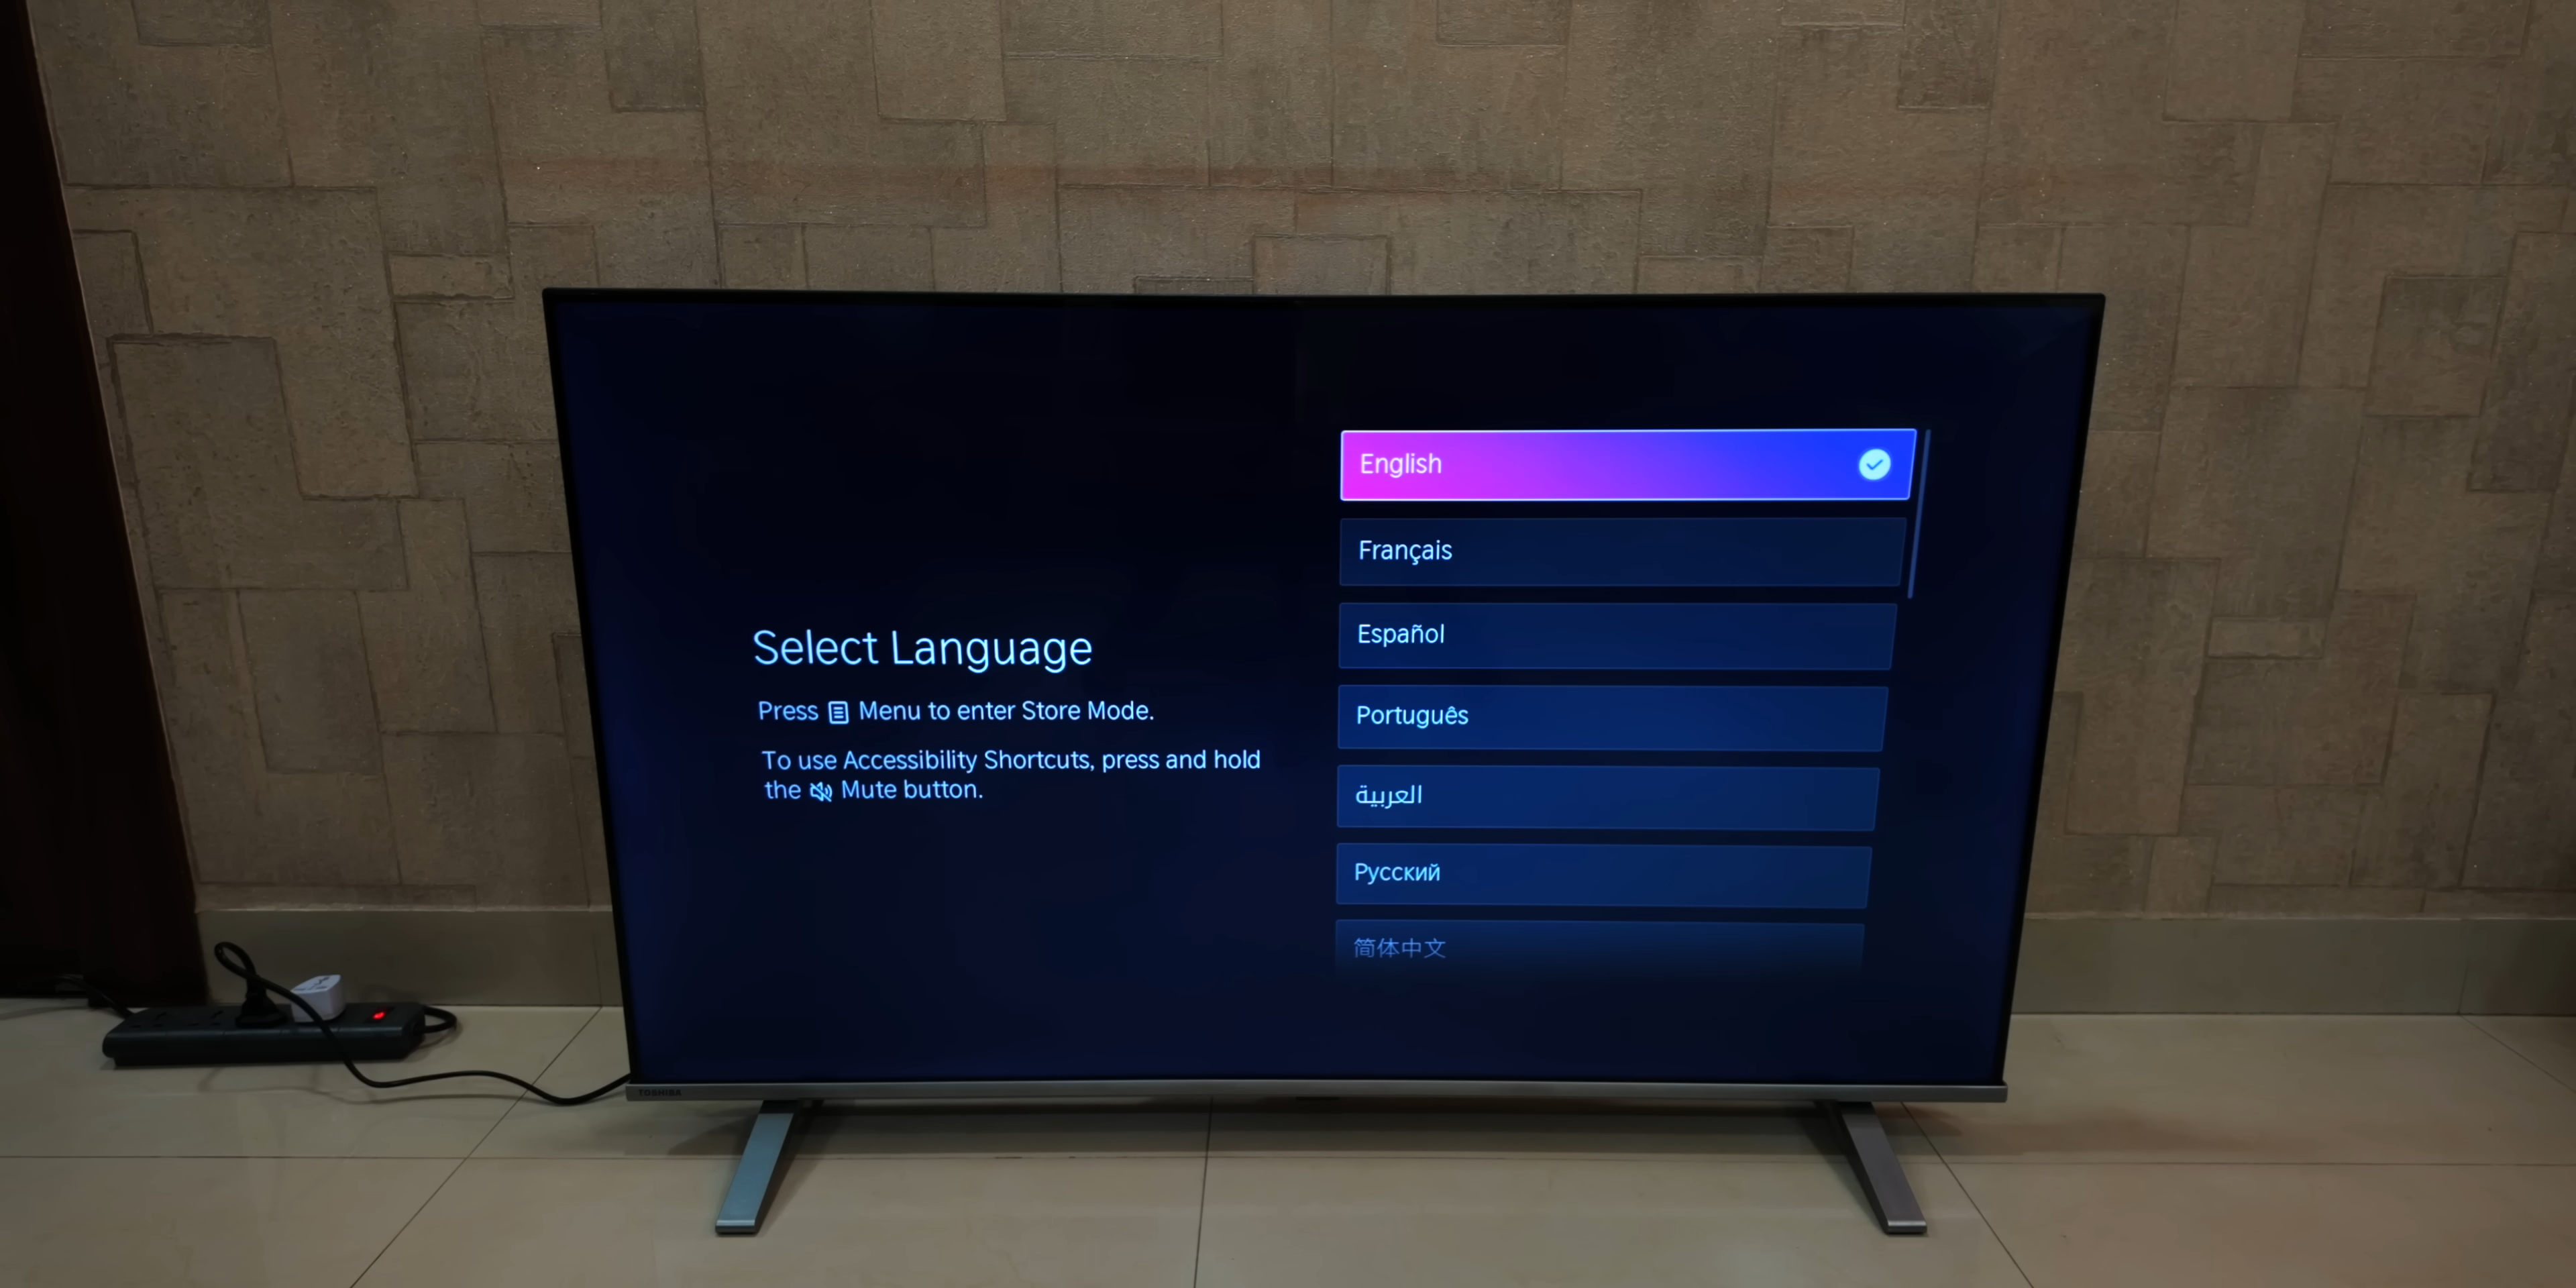 Select Language
Press Menu to enter Store Mode.
To use Accessibility Shortcuts, press and hold
the Mute button.
English
Français
Español
Português
العربية
Русский
简体中文
TOSHIBA